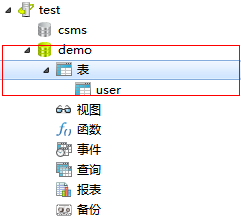 test
csms
demo
表
user
视图
f() 函数
事件
查询
报表
备份